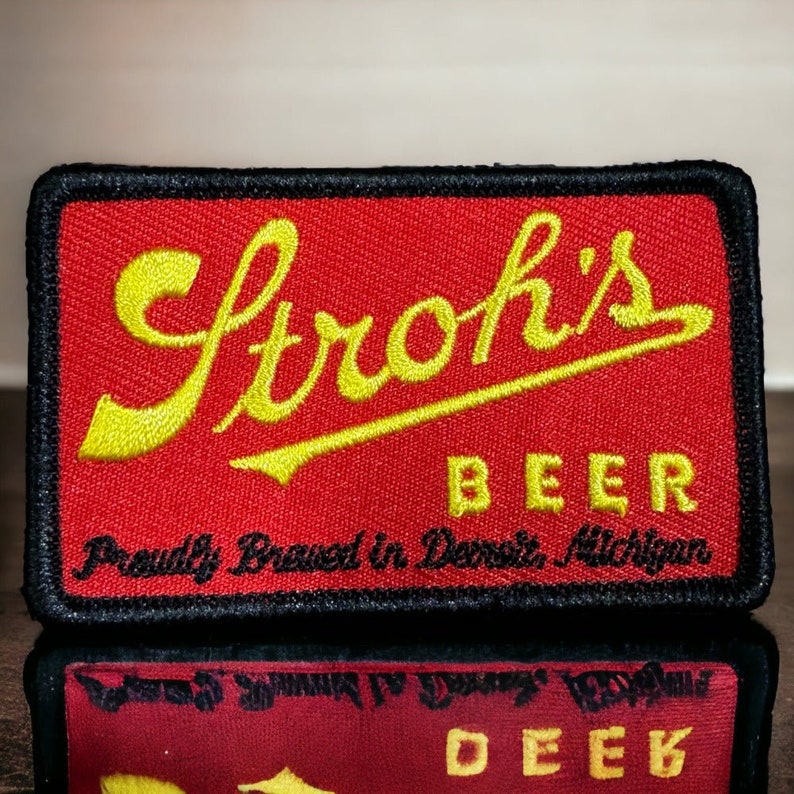 Stroh's
BEER
Proudly Brewed in Detroit, Michigan